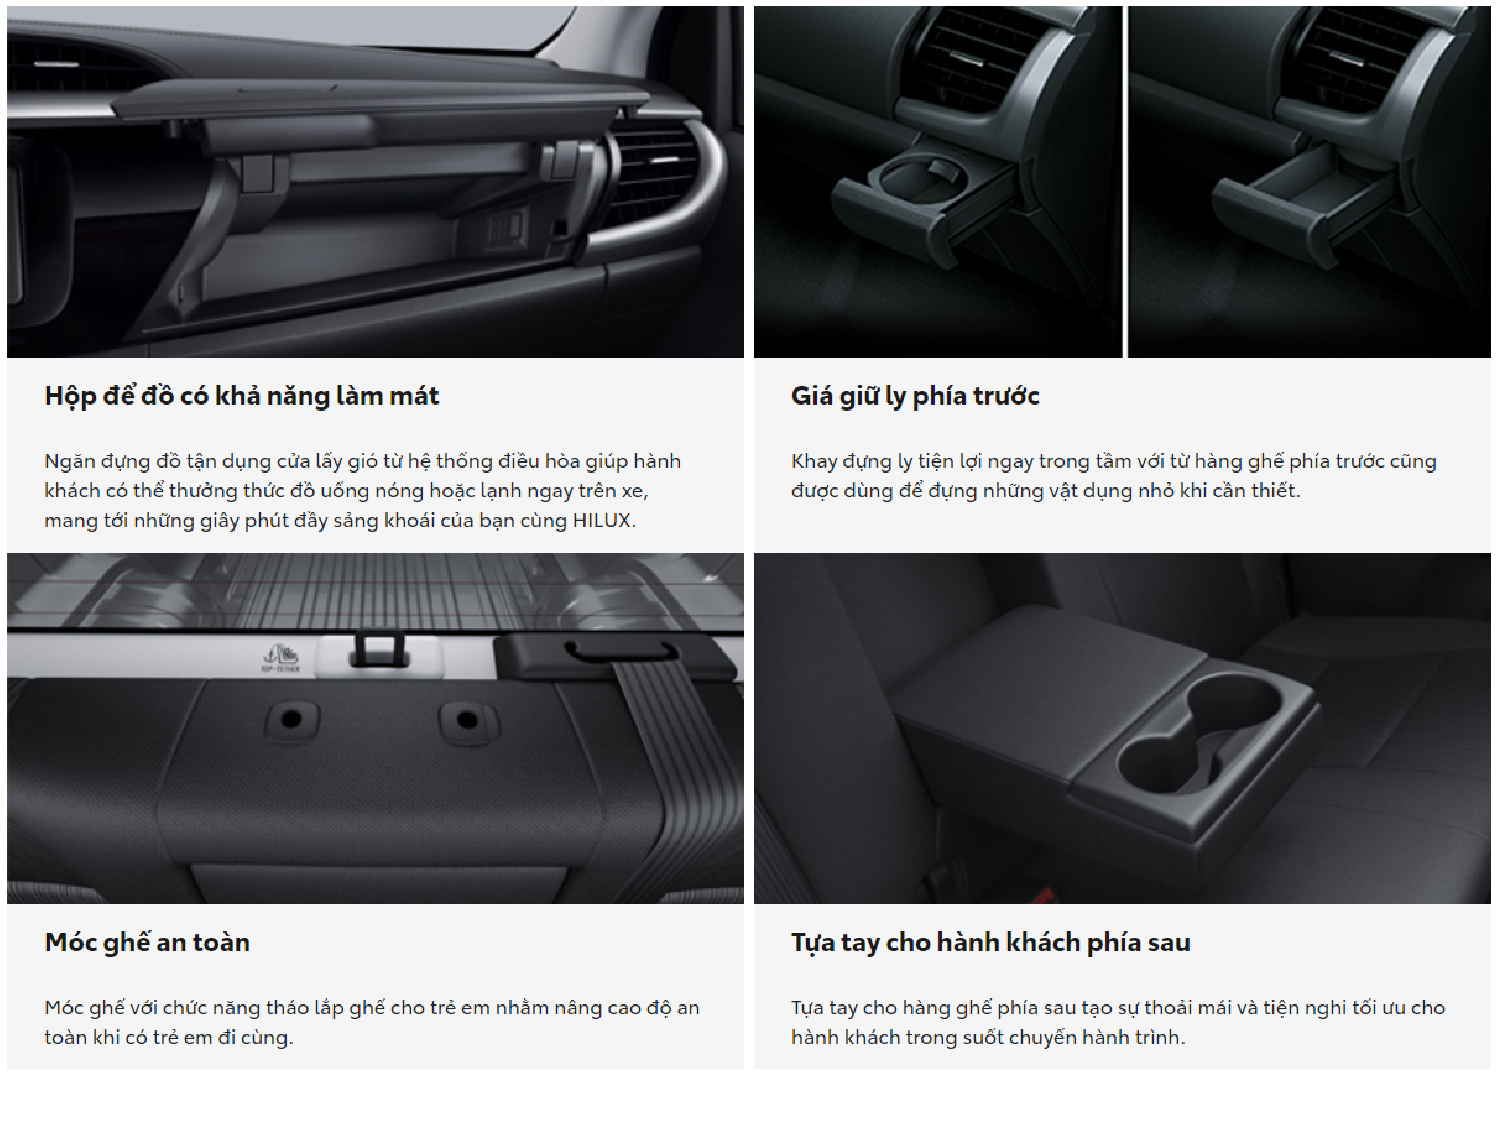 Hộp để đồ có khả năng làm mát
Ngăn đựng đồ tận dụng cửa lấy gió từ hệ thống điều hòa giúp hành
khách có thể thưởng thức đồ uống nóng hoặc lạnh ngay trên xe,
mang tới những giây phút đầy sảng khoái của bạn cùng HILUX.
Giá giữ ly phía trước
Khay đựng ly tiện lợi ngay trong tầm với từ hàng ghế phía trước cũng
được dùng để đựng những vật dụng nhỏ khi cần thiết.
TOP-TETHER
Móc ghế an toàn
Móc ghế với chức năng tháo lắp ghế cho trẻ em nhằm nâng cao độ an
toàn khi có trẻ em đi cùng.
Tựa tay cho hành khách phía sau
Tựa tay cho hàng ghế phía sau tạo sự thoải mái và tiện nghi tối ưu cho
hành khách trong suốt chuyến hành trình.